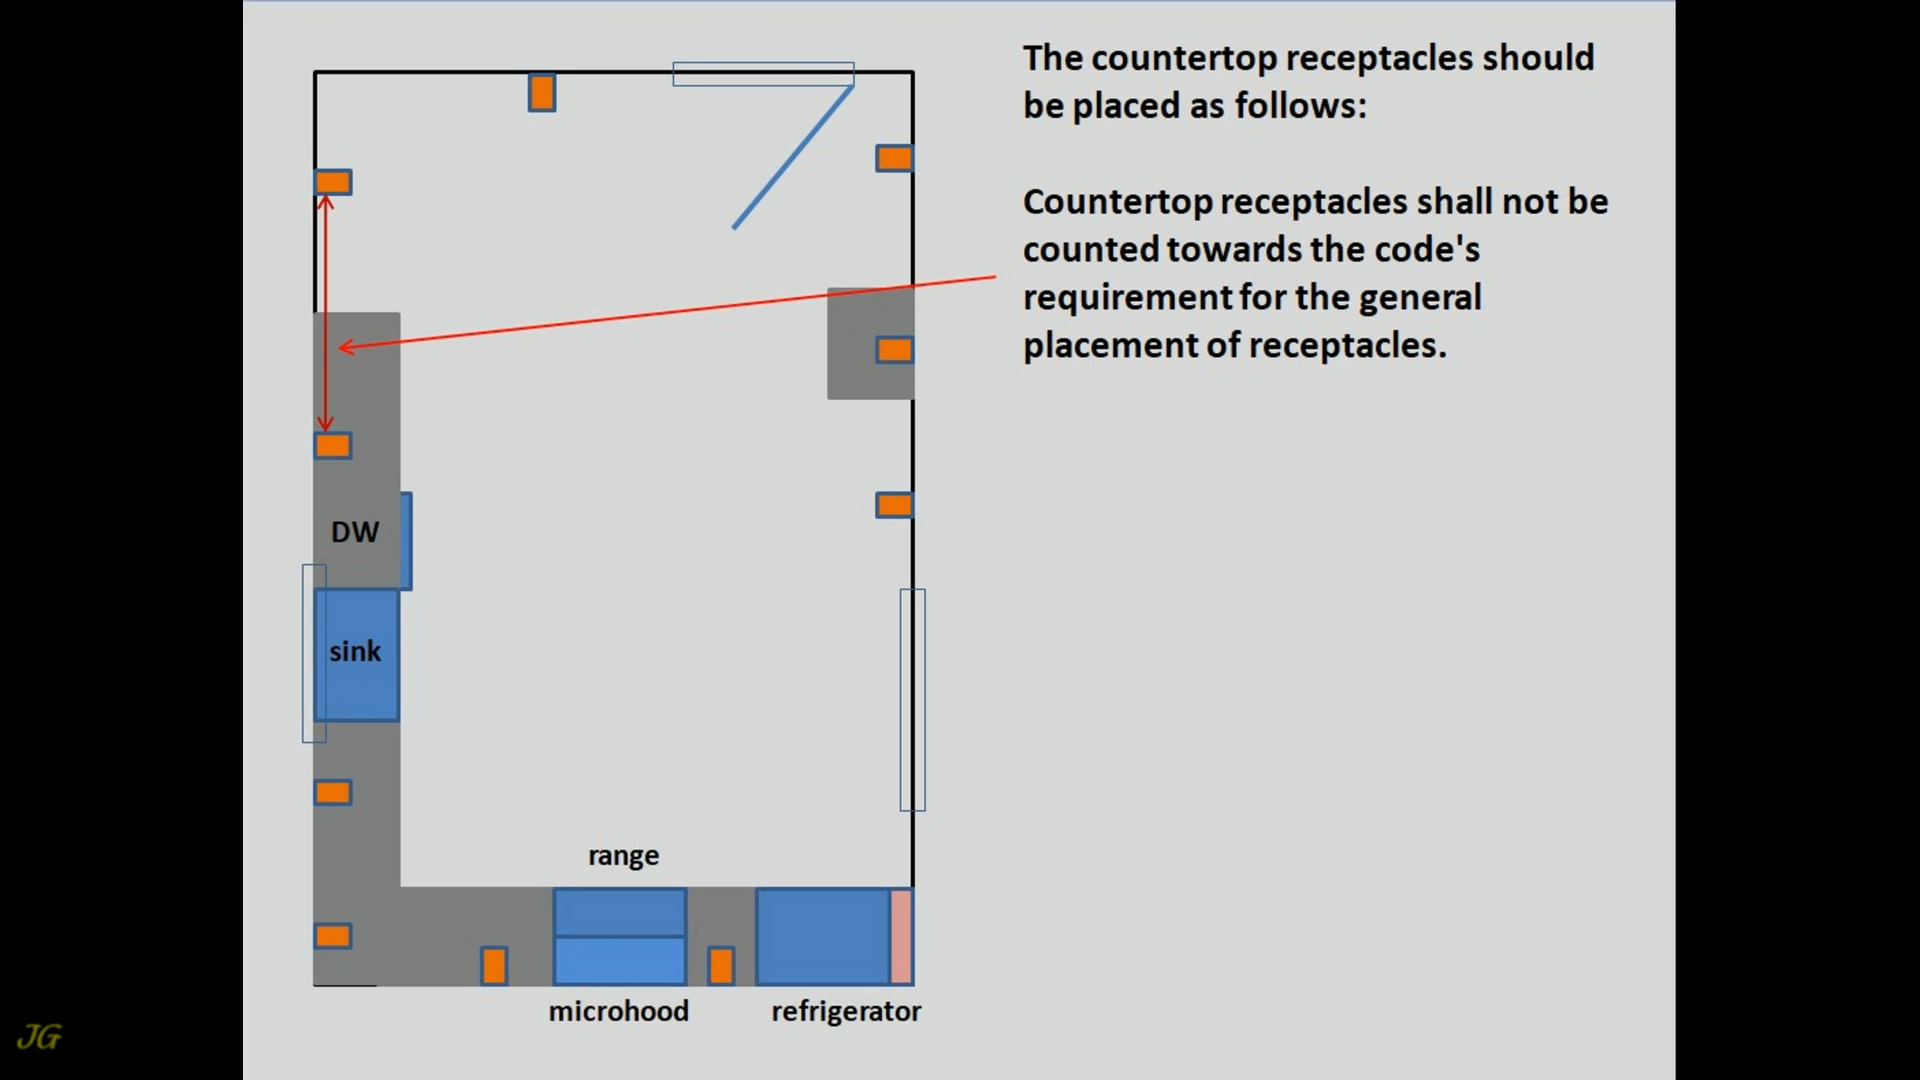 The countertop receptacles should
be placed as follows:
Countertop receptacles shall not be
counted towards the code's
requirement for the general
placement of receptacles.
DW
sink
range
microhood
refrigerator
JG